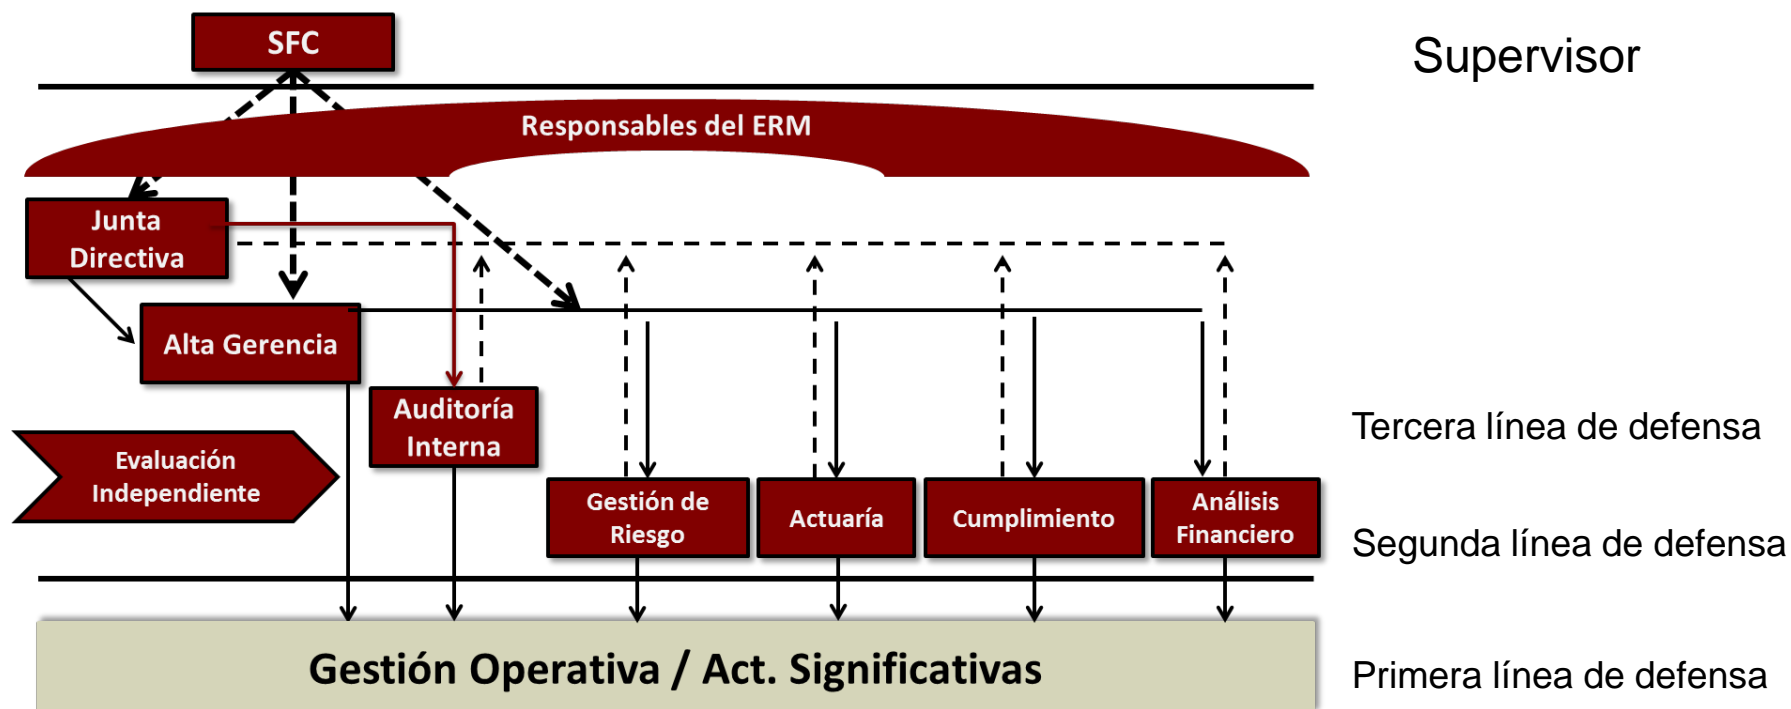 SFC
Supervisor
Responsables del ERM
Junta
Directiva
Alta Gerencia
Auditoría
Interna
Tercera línea de defensa
Evaluación
Independiente
Gestión de
Riesgo
Actuaría
Cumplimiento
Análisis
Financiero
Segunda línea de defensa
Gestión Operativa / Act. Significativas
Primera línea de defensa